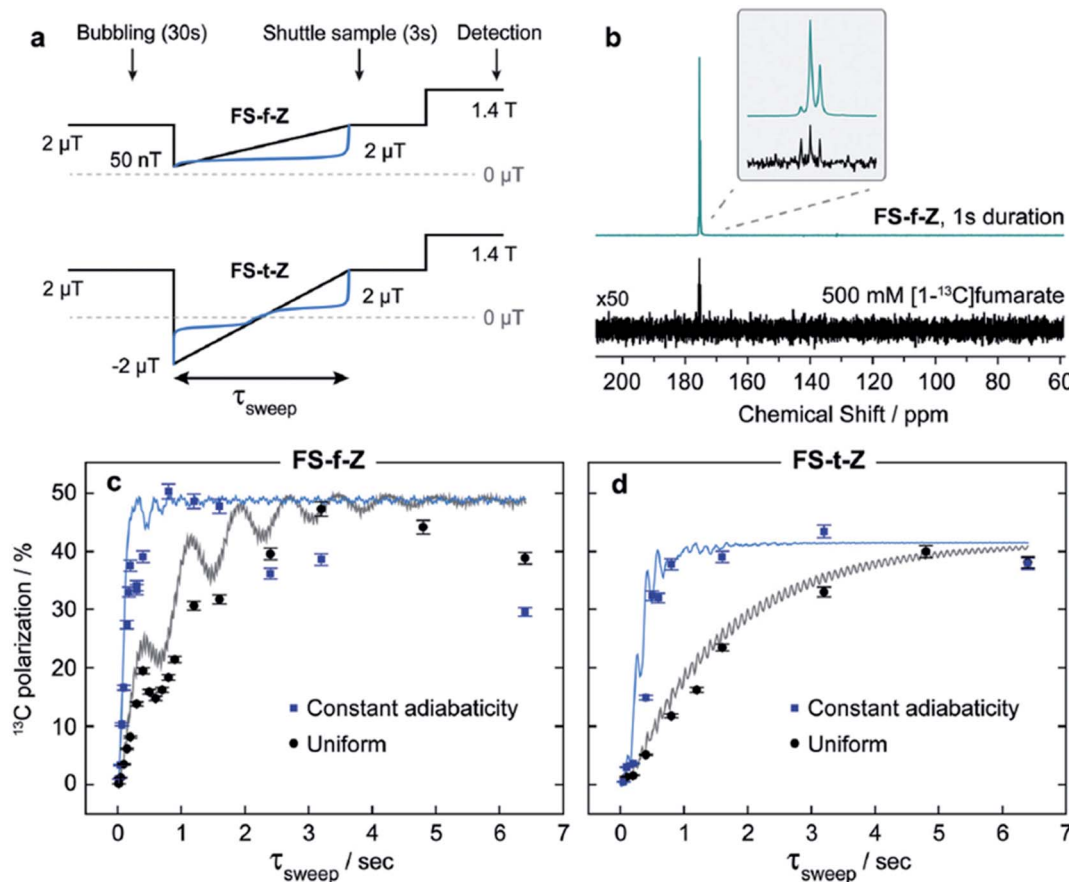 a
Bubbling (30s)
Shuttle sample (3s)
Detection
FS-f-Z
1.4 T
2 µT
50 nT
2 µT
0 µT
FS-t-Z
1.4 T
2 µT
2 µT
0 µT
-2 µT
τsweep
b
FS-f-Z, 1s duration
x50
500 mM [1-¹³C]fumarate
200 180 160 140 120 100 80 60
Chemical Shift / ppm
FS-f-Z
c
50
40
30
20
10
0
¹³C polarization / %
Constant adiabaticity
Uniform
0 1 2 3 4 5 6 7
τsweep / sec
FS-t-Z
d
Constant adiabaticity
Uniform
0 1 2 3 4 5 6 7
τsweep / sec